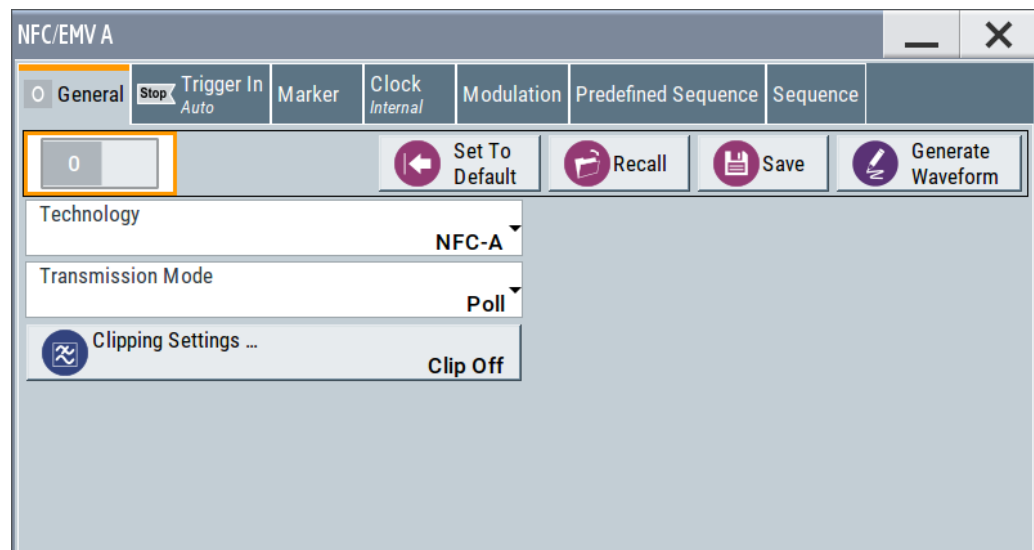 NFC/EMV A
0 General
Stop Trigger In
Auto
Marker
Clock
Internal
Modulation
Predefined Sequence
Sequence
0
Set To
Default
Recall
Save
Generate
Waveform
Technology
NFC-A
Transmission Mode
Poll
Clipping Settings ...
Clip Off